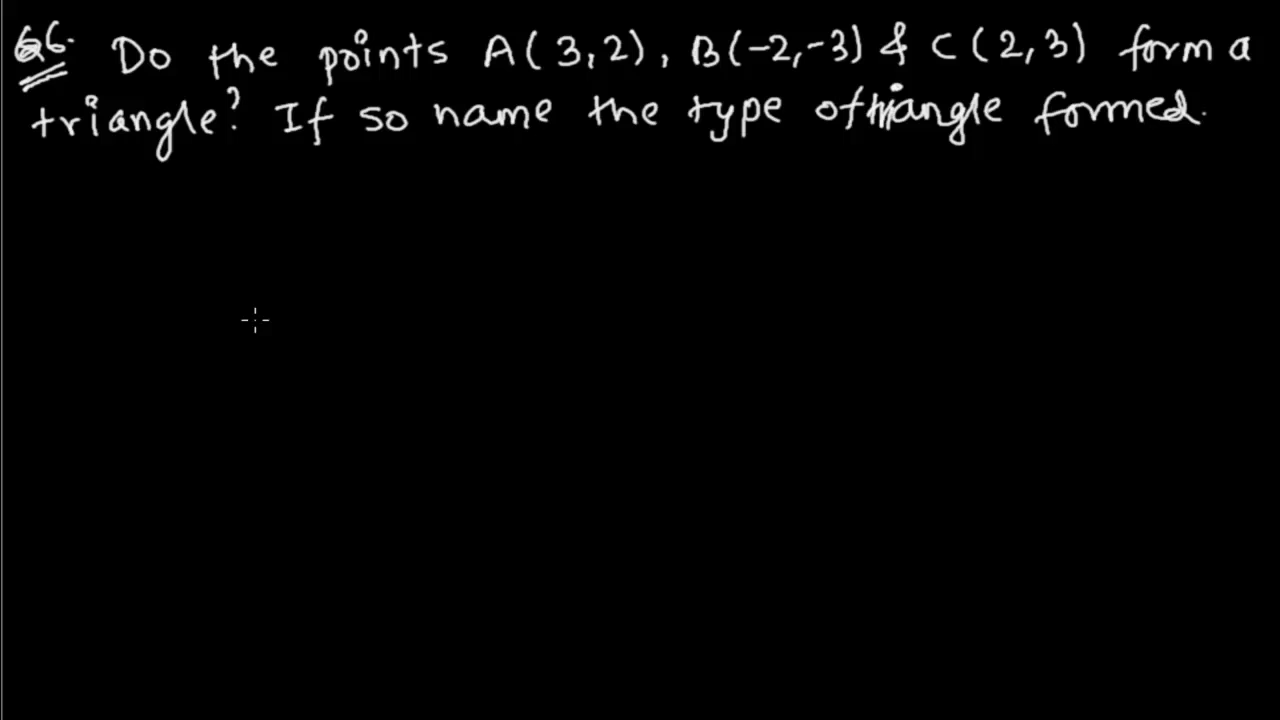 Q6. Do the points A(3,2), B(-2,-3) & C(2,3) form a
triangle? If so name the type of triangle formed.